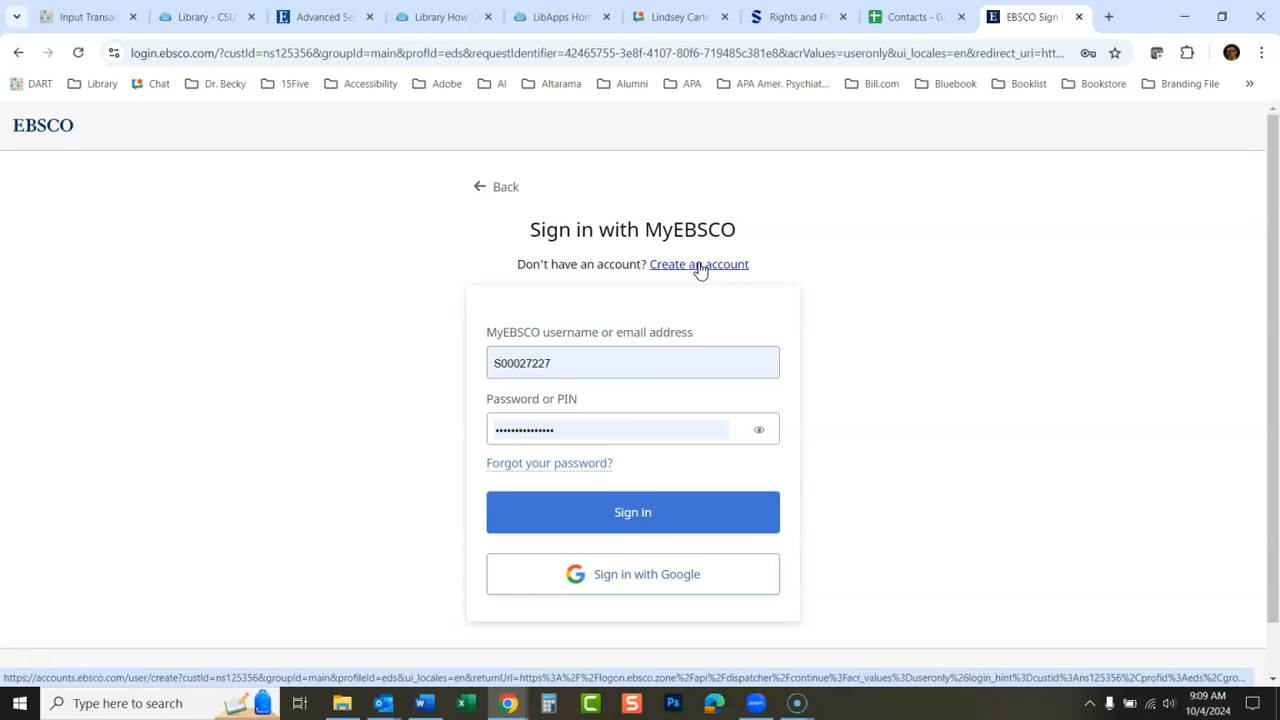 Input Transac
Library - CSU
Advanced Se
Library How
LibApps Hom
Lindsey Carte
Rights and Po
Contacts - G
EBSCO Sign I
login.ebsco.com/?custId=ns125356&groupId=main&profId=eds&requestIdentifier=42465755-3e8f-4107-80f6-719485c381e8&acrValues=useronly&ui_locales=en&redirect_uri=htt...
DART
Library
Chat
Dr. Becky
15Five
Accessibility
Adobe
AI
Altarama
Alumni
APA
APA Amer. Psychiat...
Bill.com
Bluebook
Booklist
Bookstore
Branding File
EBSCO
Back
Sign in with MyEBSCO
Don't have an account? Create an account
MyEBSCO username or email address
S00027227
Password or PIN
•••••••••••••••
Forgot your password?
Sign in
Sign in with Google
https://accounts.ebsco.com/user/create?custId=ns125356&groupId=main&profileId=eds&ui_locales=en&returnUrl=https%3A%2F%2Flogon.ebsco.zone%2Fapi%2Fdispatcher%2Fcontinue%3Facr_values%3Duseronly%26login_hint%3Dcustid%3Ans125356%2Cprofid%3Aeds%2Cgro...
Type here to search
9:09 AM
10/4/2024